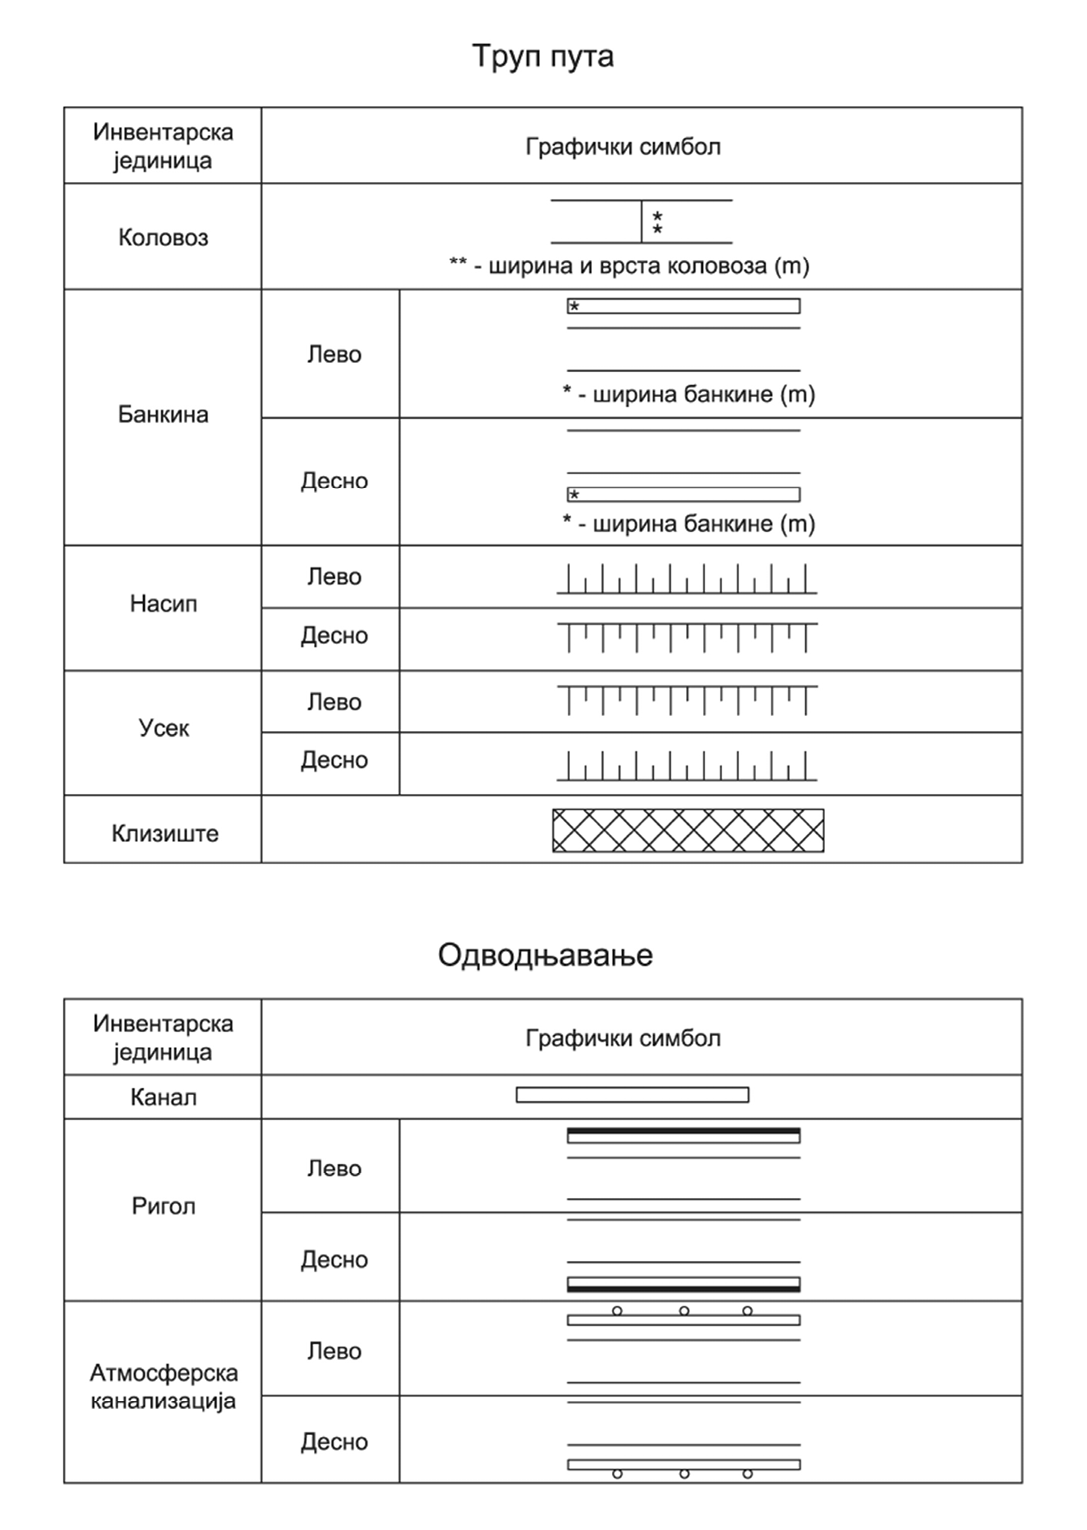 Труп пута
Инвентарска
јединица
Графички симбол
Коловоз
*
*
** - ширина и врста коловоза (m)
Банкина
Лево
*
* - ширина банкине (m)
Десно
*
* - ширина банкине (m)
Насип
Лево
Десно
Усек
Лево
Десно
Клизиште
Одводњавање
Инвентарска
јединица
Графички симбол
Канал
Ригол
Лево
Десно
Атмосферска
канализација
Лево
Десно